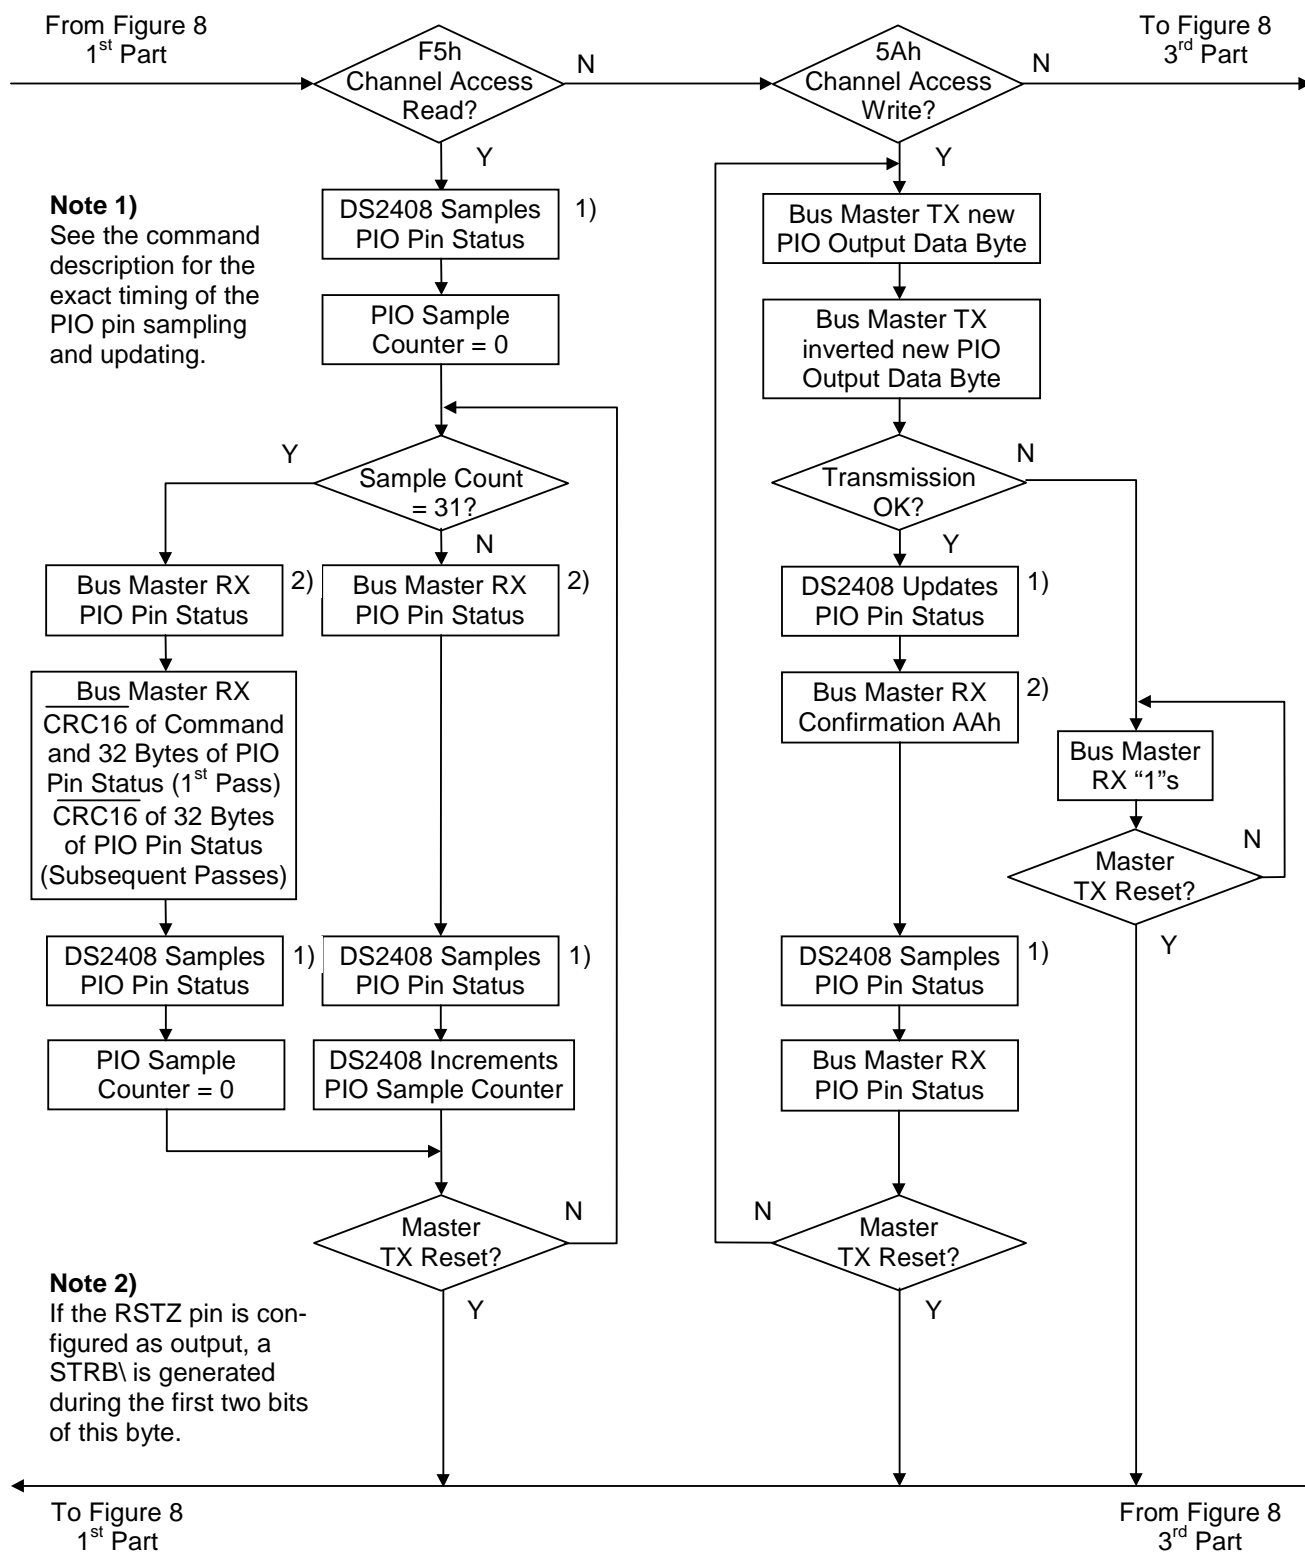 From Figure 8
1st Part
F5h
Channel Access
Read?
N
5Ah
Channel Access
Write?
N
To Figure 8
3rd Part
Y
Y
Note 1)
See the command
description for the
exact timing of the
PIO pin sampling
and updating.
DS2408 Samples
PIO Pin Status
1)
PIO Sample
Counter = 0
Y
Sample Count
= 31?
N
Bus Master RX
PIO Pin Status
2)
Bus Master RX
PIO Pin Status
2)
Bus Master RX
CRC16 of Command
and 32 Bytes of PIO
Pin Status (1st Pass)
CRC16 of 32 Bytes
of PIO Pin Status
(Subsequent Passes)
DS2408 Samples
PIO Pin Status
1)
DS2408 Samples
PIO Pin Status
1)
PIO Sample
Counter = 0
DS2408 Increments
PIO Sample Counter
Master
TX Reset?
N
Y
Note 2)
If the RSTZ pin is con-
figured as output, a
STRB\ is generated
during the first two bits
of this byte.
Bus Master TX new
PIO Output Data Byte
Bus Master TX
inverted new PIO
Output Data Byte
Transmission
OK?
N
Y
DS2408 Updates
PIO Pin Status
1)
Bus Master RX
Confirmation AAh
2)
DS2408 Samples
PIO Pin Status
1)
Bus Master RX
PIO Pin Status
N
Master
TX Reset?
Y
Bus Master
RX “1”s
Master
TX Reset?
N
Y
To Figure 8
1st Part
From Figure 8
3rd Part